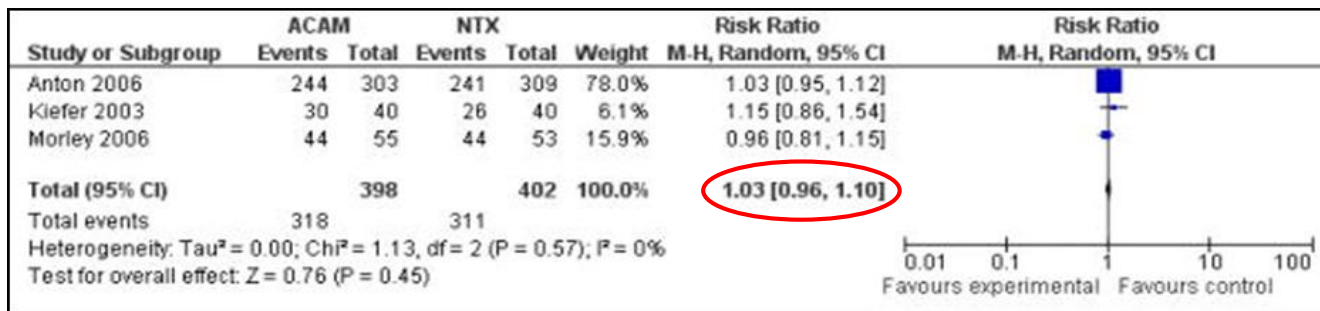 ACAM NTX Risk Ratio Risk Ratio
Study or Subgroup Events Total Events Total Weight M-H, Random, 95% CI M-H, Random, 95% CI
Anton 2006 244 303 241 309 78.0% 1.03 [0.95, 1.12]
Kiefer 2003 30 40 26 40 6.1% 1.15 [0.86, 1.54]
Morley 2006 44 55 44 53 15.9% 0.96 [0.81, 1.15]
Total (95% CI) 398 402 100.0% 1.03 [0.96, 1.10]
Total events 318 311
Heterogeneity: Tau² = 0.00; Chi² = 1.13, df = 2 (P = 0.57); I² = 0%
Test for overall effect: Z = 0.76 (P = 0.45)
0.01 0.1 1 10 100
Favours experimental Favours control